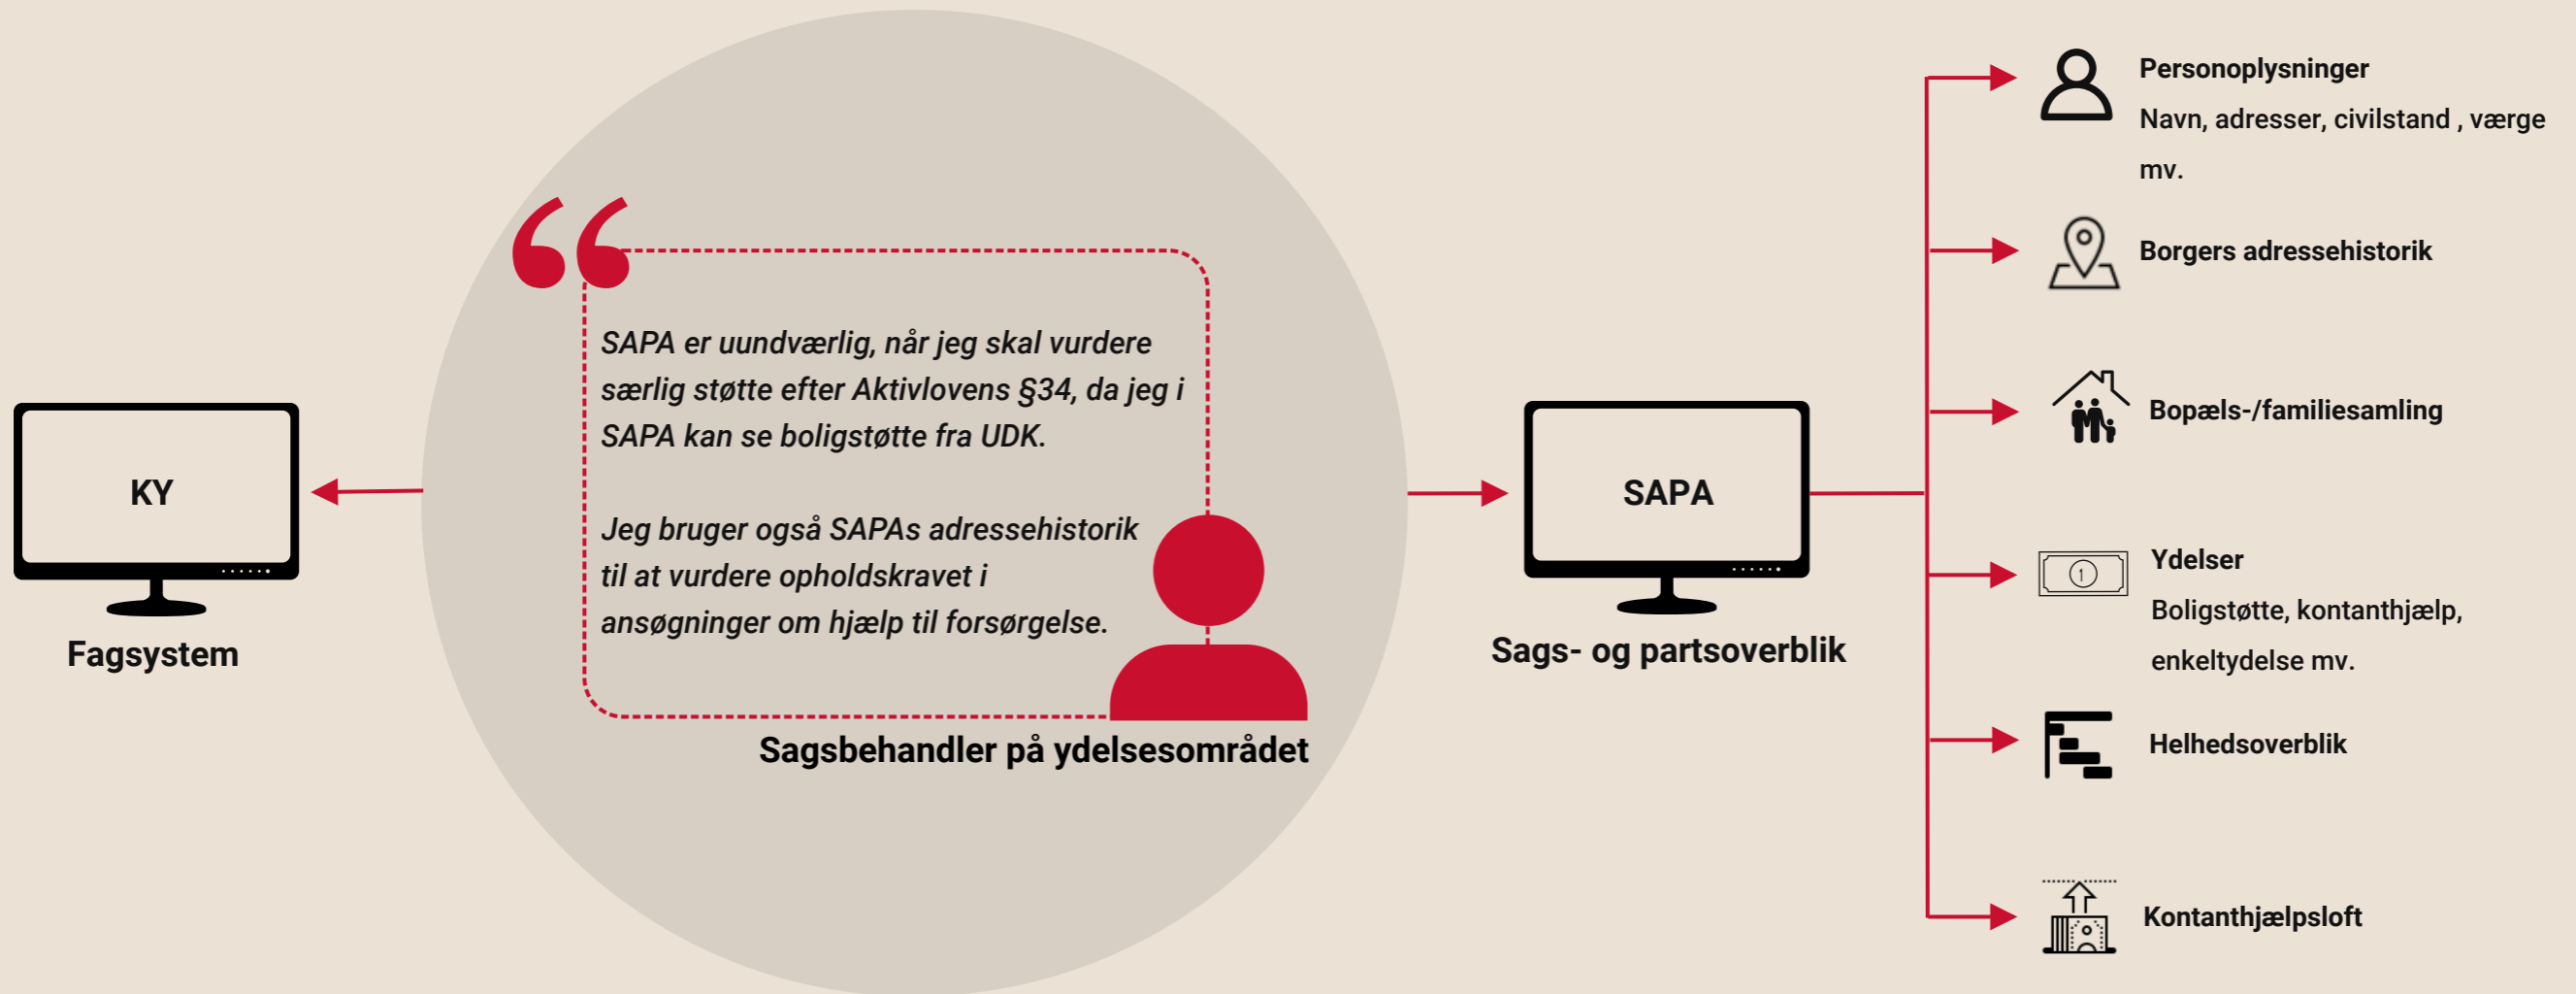 KY
Fagsystem
SAPA er uundværlig, når jeg skal vurdere
særlig støtte efter Aktivlovens §34, da jeg i
SAPA kan se boligstøtte fra UDK.
Jeg bruger også SAPAs adressehistorik
til at vurdere opholdskravet i
ansøgninger om hjælp til forsørgelse.
Sagsbehandler på ydelsesområdet
SAPA
Sags- og partsoverblik
Personoplysninger
Navn, adresser, civilstand , værge
mv.
Borgers adressehistorik
Bopæls-/familiesamling
1
Ydelser
Boligstøtte, kontanthjælp,
enkeltydelse mv.
Helhedsoverblik
Kontanthjælpsloft